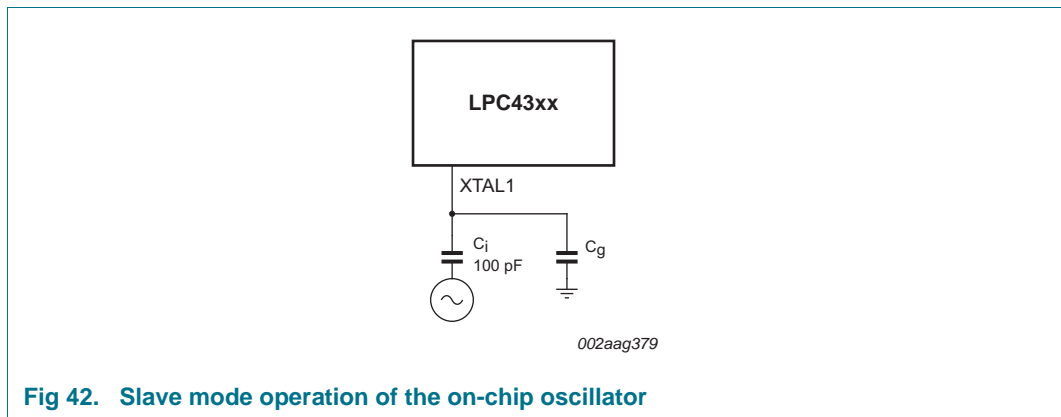 LPC43xx
XTAL1
Ci
100 pF
Cg
002aag379
Fig 42. Slave mode operation of the on-chip oscillator